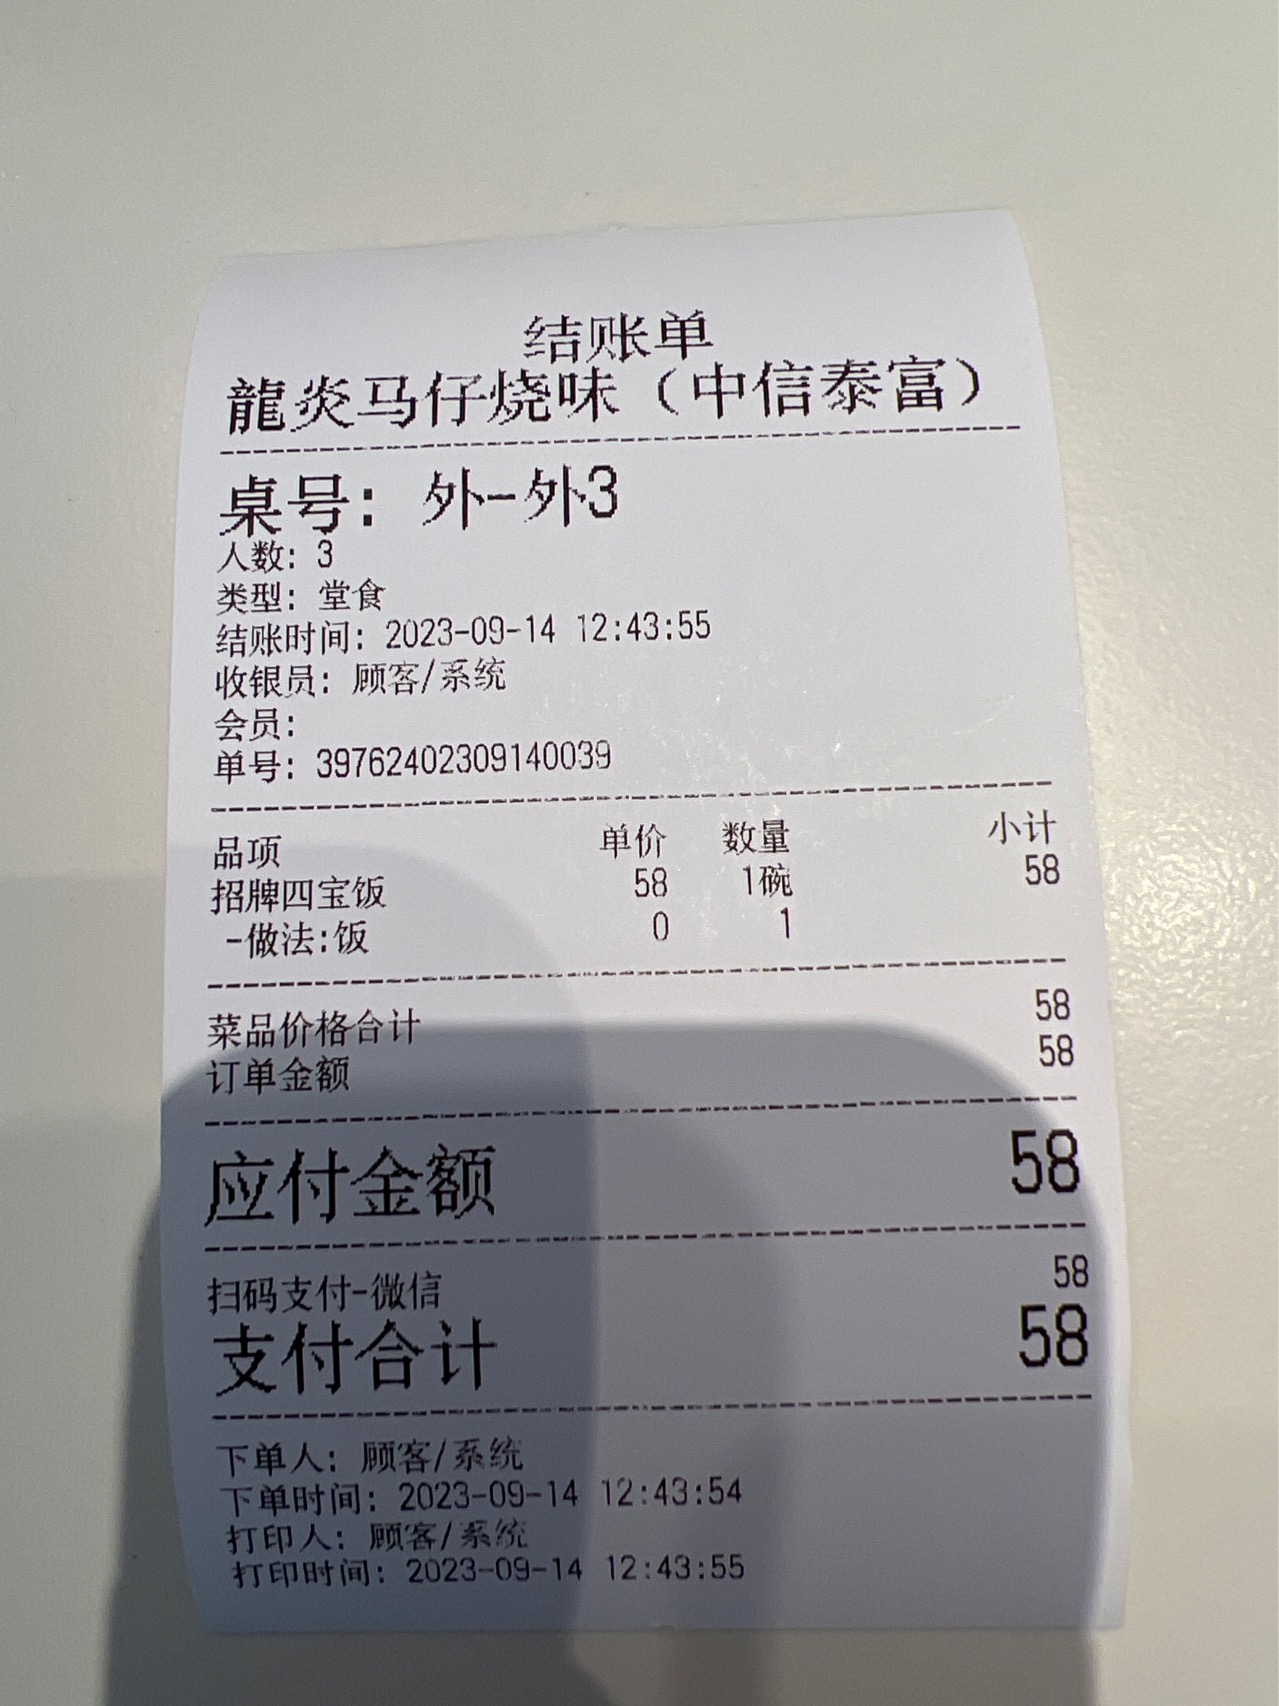 结账单
龍炎马仔烧味（中信泰富）
桌号: 外-外3
人数: 3
类型: 堂食
结账时间: 2023-09-14 12:43:55
收银员: 顾客/系统
会员:
单号: 39762402309140039
品项 单价 数量 小计
招牌四宝饭 58 1碗 58
-做法:饭 0 1
菜品价格合计 58
订单金额 58
应付金额 58
扫码支付-微信 58
支付合计 58
下单人: 顾客/系统
下单时间: 2023-09-14 12:43:54
打印人: 顾客/系统
打印时间: 2023-09-14 12:43:55